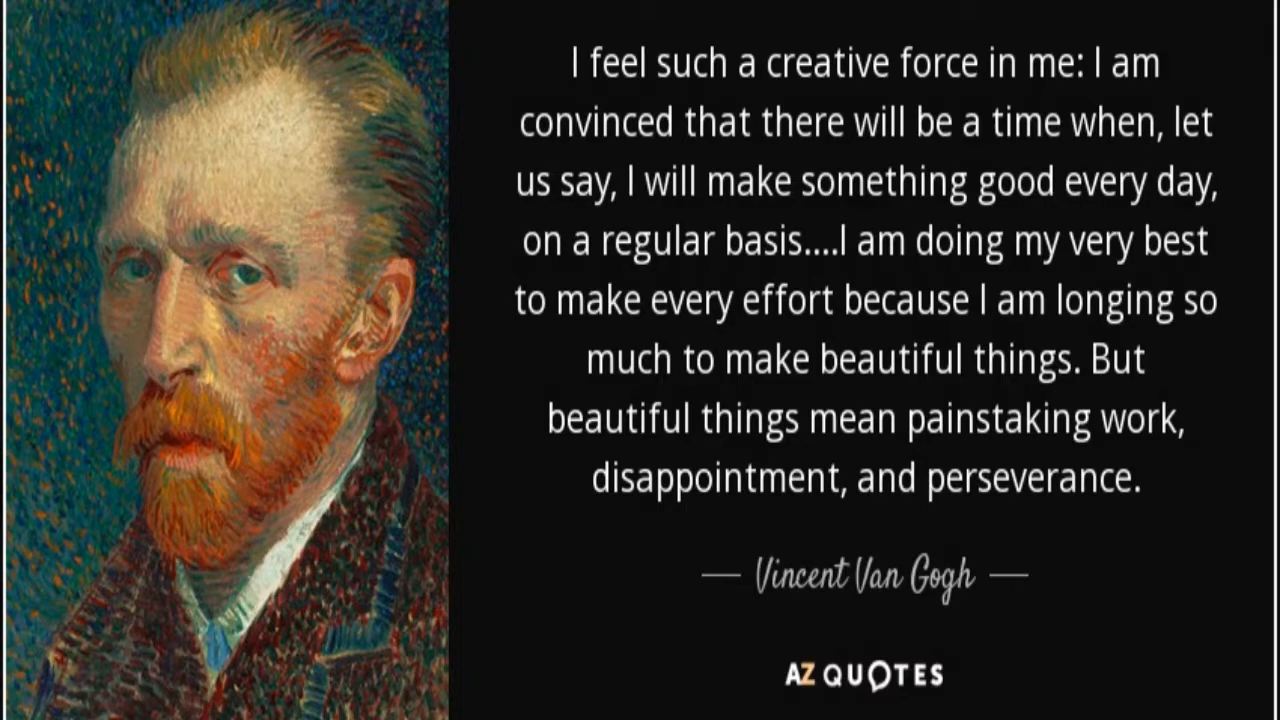 I feel such a creative force in me: I am
convinced that there will be a time when, let
us say, I will make something good every day,
on a regular basis....I am doing my very best
to make every effort because I am longing so
much to make beautiful things. But
beautiful things mean painstaking work,
disappointment, and perseverance.
— Vincent Van Gogh —
AZ QUOTES